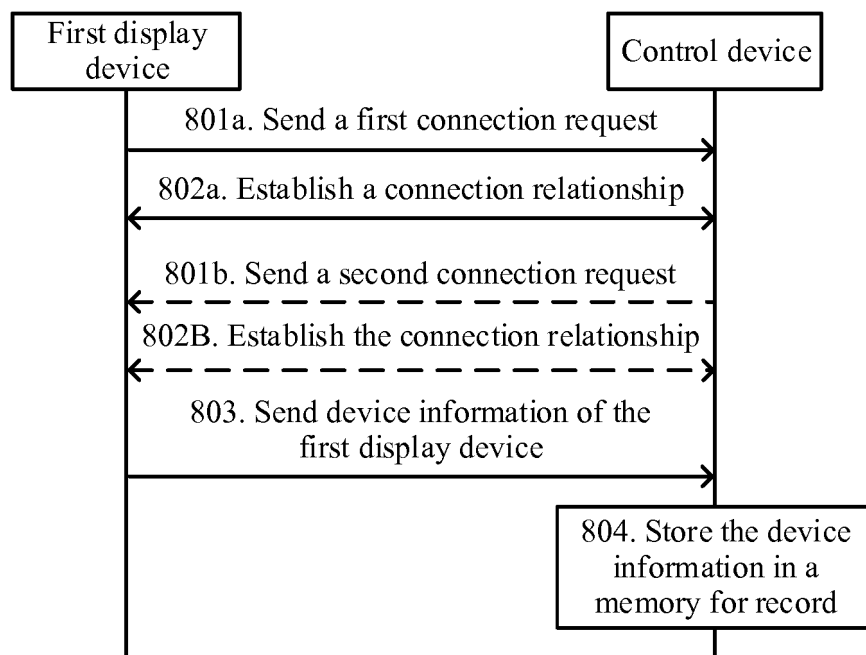 First display
device
Control device
801a. Send a first connection request
802a. Establish a connection relationship
801b. Send a second connection request
802B. Establish the connection relationship
803. Send device information of the
first display device
804. Store the device
information in a
memory for record